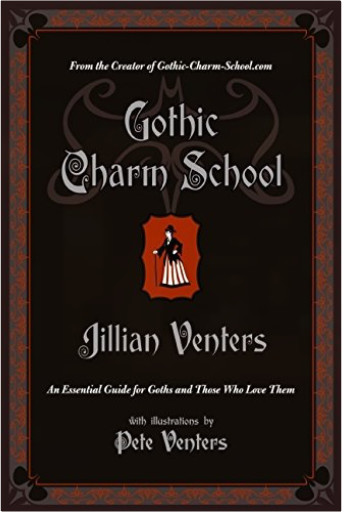 From the Creator of Gothic-Charm-School.com
Gothic
Charm School
Jillian Venters
An Essential Guide for Goths and Those Who Love Them
with illustrations by
Pete Venters